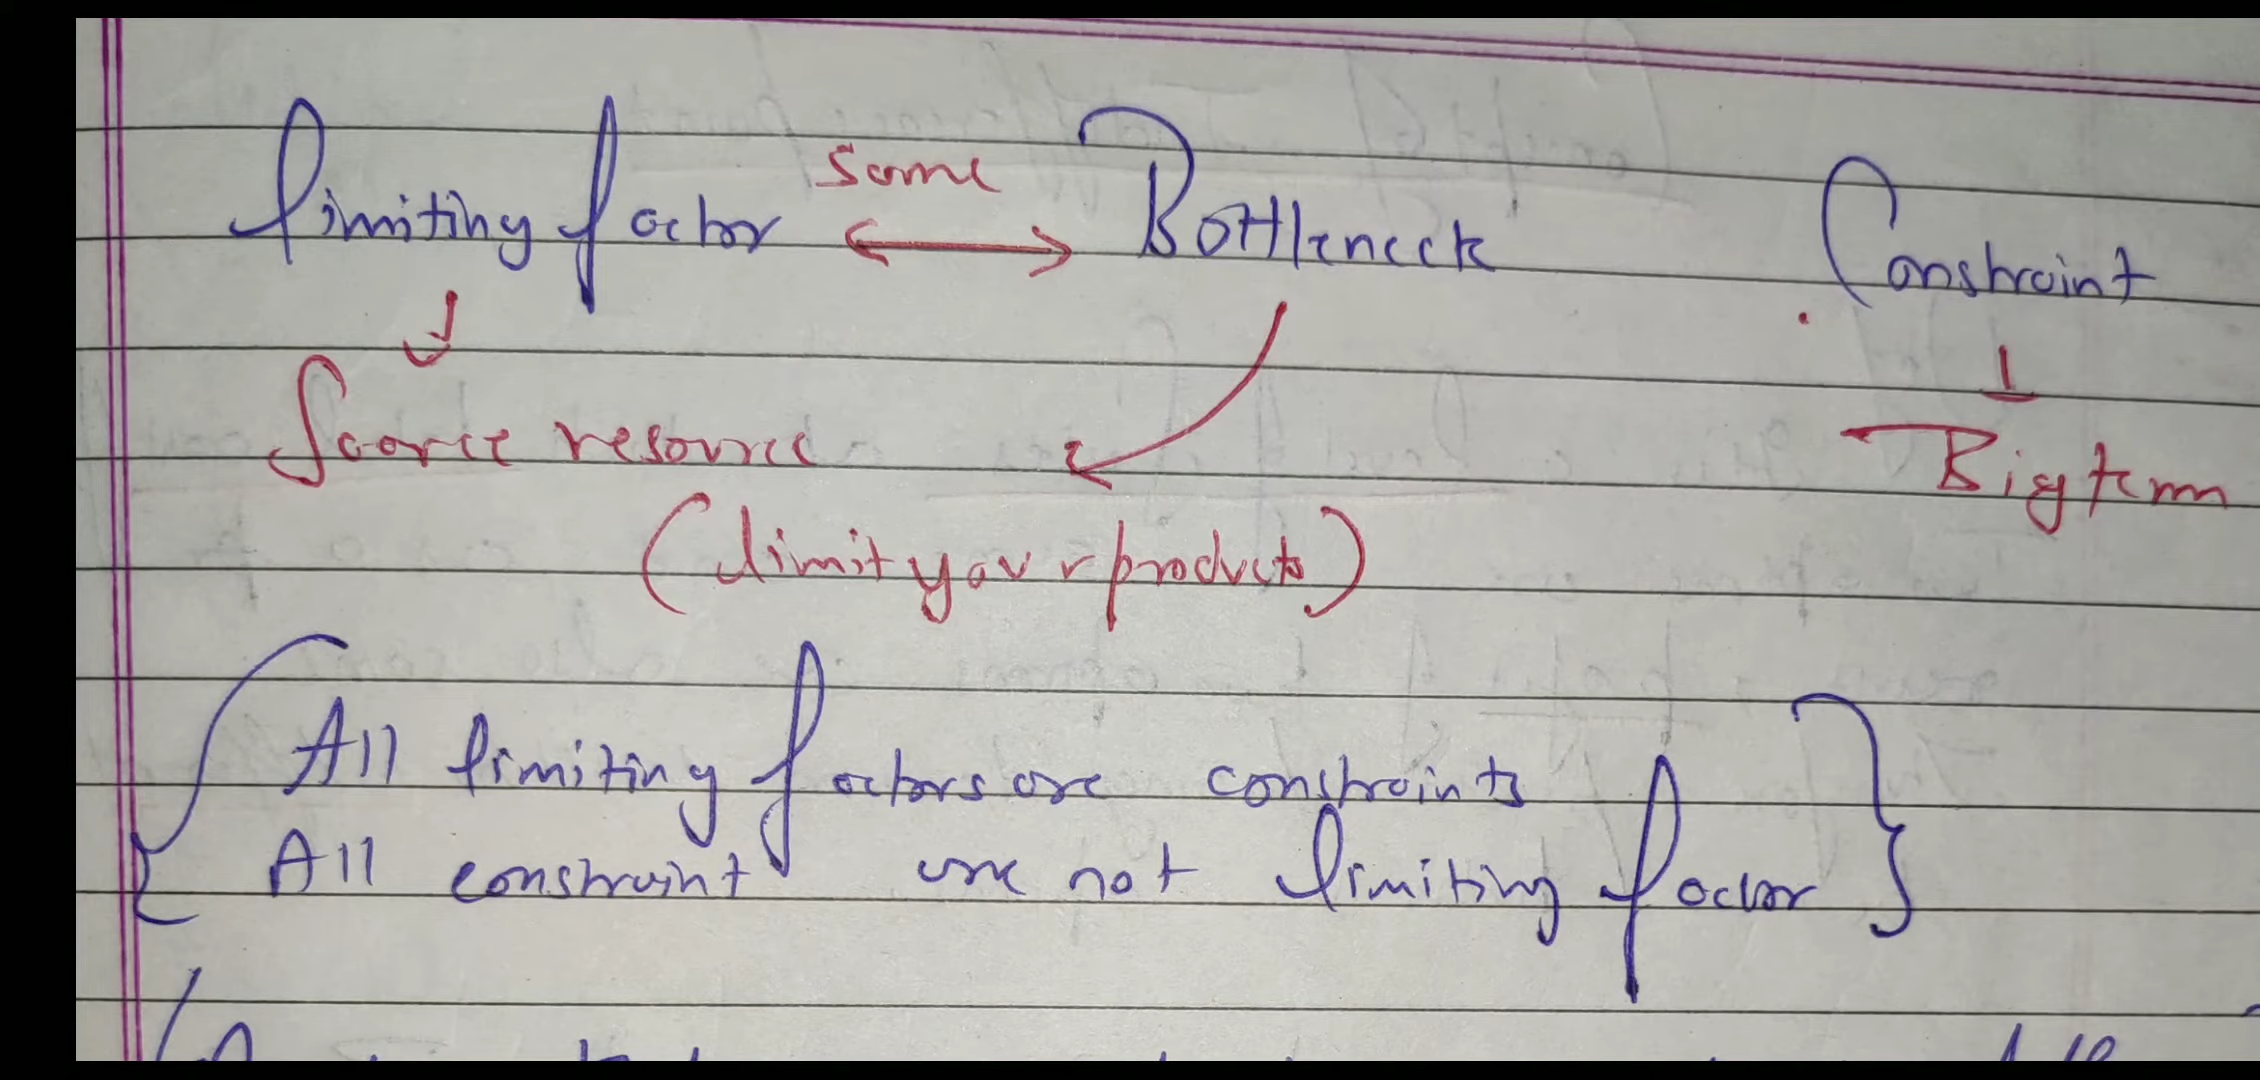 Limiting factor same Bottleneck Constraint
Scarce resource Big term
(limit your products)
All limiting factors are constraints
All constraint are not limiting factor